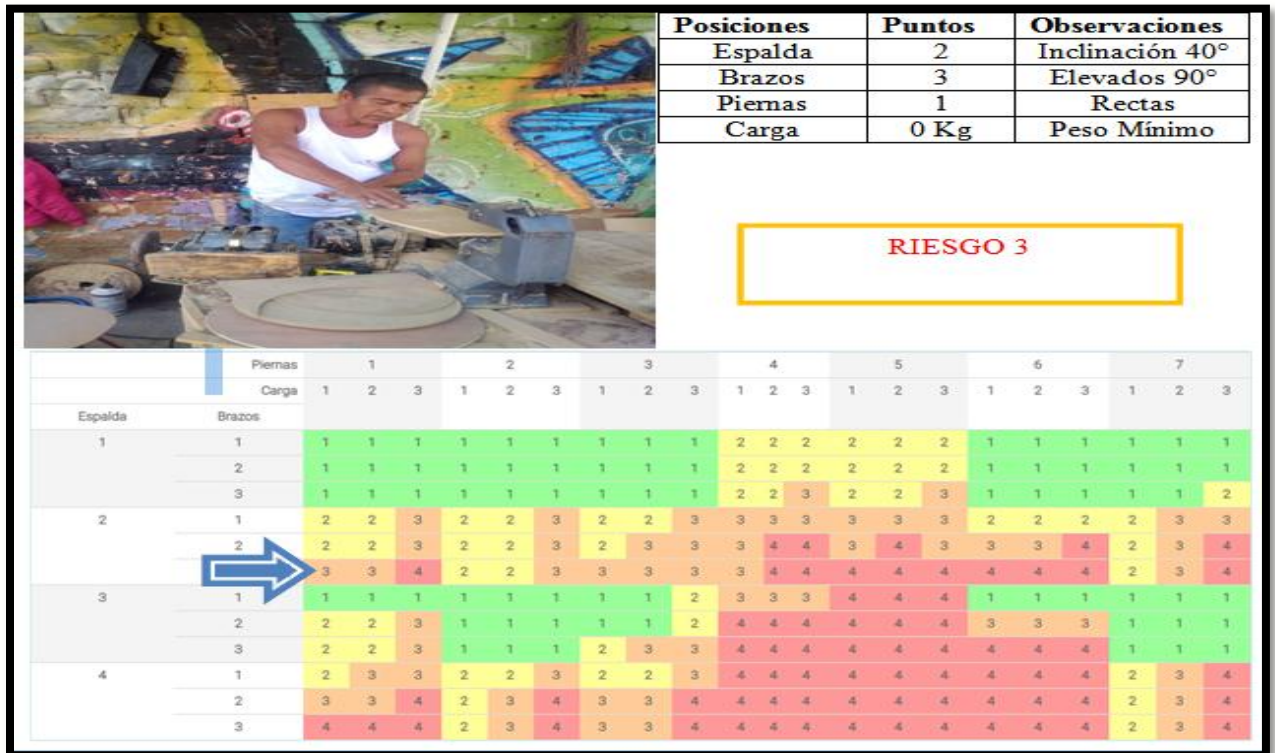 Posiciones Puntos Observaciones
Espalda 2 Inclinación 40°
Brazos 3 Elevados 90°
Piernas 1 Rectas
Carga 0 Kg Peso Mínimo
RIESGO 3
Piernas 1 2 3 4 5 6 7
Carga 1 2 3 1 2 3 1 2 3 1 2 3 1 2 3 1 2 3 1 2 3
Espalda Brazos
1 1 1 1 1 1 1 1 1 1 1 2 2 2 2 2 2 1 1 1 1 1 1
2 1 1 1 1 1 1 1 1 1 2 2 2 2 2 2 1 1 1 1 1 1
3 1 1 1 1 1 1 1 1 1 2 2 3 2 2 3 1 1 1 1 1 2
2 1 2 2 3 2 2 3 2 2 3 3 3 3 3 3 3 2 2 2 2 3 3
2 2 2 3 2 2 3 2 3 3 3 4 4 3 4 3 3 3 4 2 3 4
3 3 4 2 2 3 3 3 3 3 4 4 4 4 4 4 4 4 2 3 4
3 1 1 1 1 1 1 1 1 1 2 3 3 3 4 4 4 1 1 1 1 1 1
2 2 2 3 1 1 1 1 1 2 4 4 4 4 4 4 3 3 3 1 1 1
3 2 2 3 1 1 1 2 3 3 4 4 4 4 4 4 4 4 4 1 1 1
4 1 2 3 3 2 2 3 2 2 3 4 4 4 4 4 4 4 4 4 2 3 4
2 3 3 4 2 3 4 3 3 4 4 4 4 4 4 4 4 4 4 2 3 4
3 4 4 4 2 3 4 3 3 4 4 4 4 4 4 4 4 4 4 2 3 4